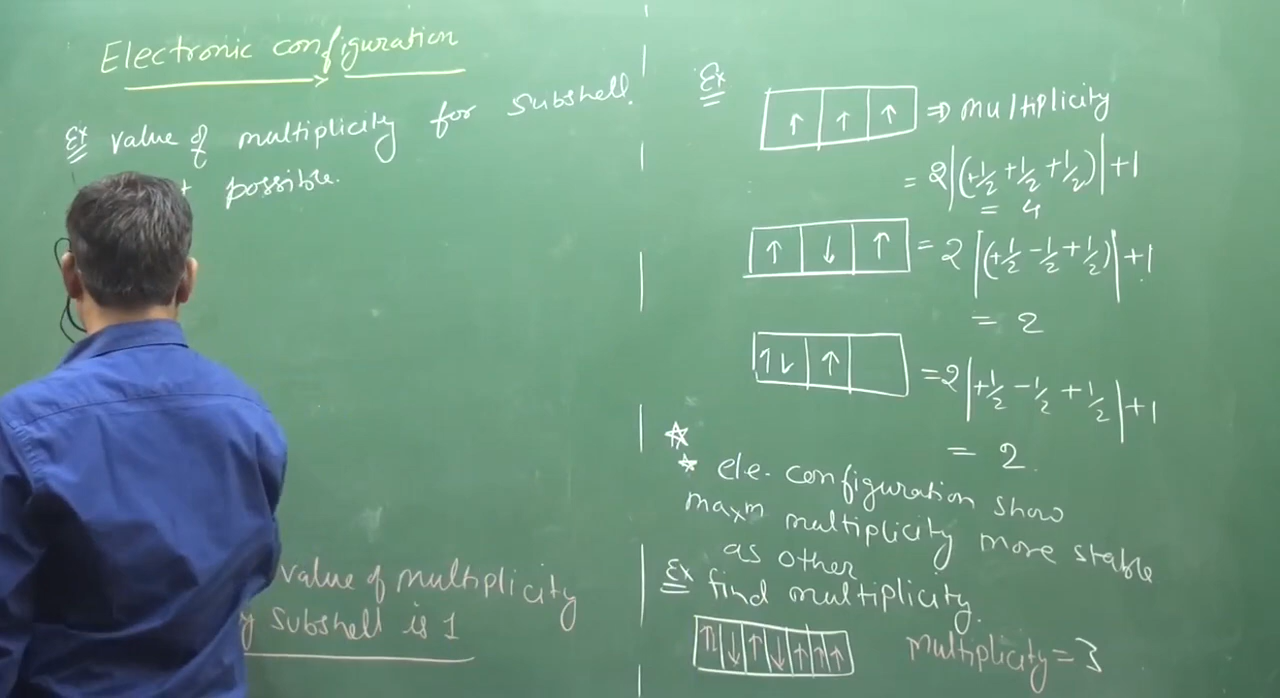 Electronic configuration
Ex value of multiplicity for subshell.
possible.
value of multiplicity
subshell is 1
Ex
↑ ↑ ↑ ⇒ multiplicity
= 2|(+1/2 +1/2 +1/2)|+1
= 4
↑ ↓ ↑ = 2|(+1/2 -1/2 +1/2)|+1
= 2
↑↓ ↑ = 2|+1/2 -1/2 +1/2|+1
= 2.
ele. configuration show
maxm multiplicity more stable
as other
Ex find multiplicity.
↑↓ ↓ ↑ ↓ ↑ ↑ ↑ multiplicity = 3